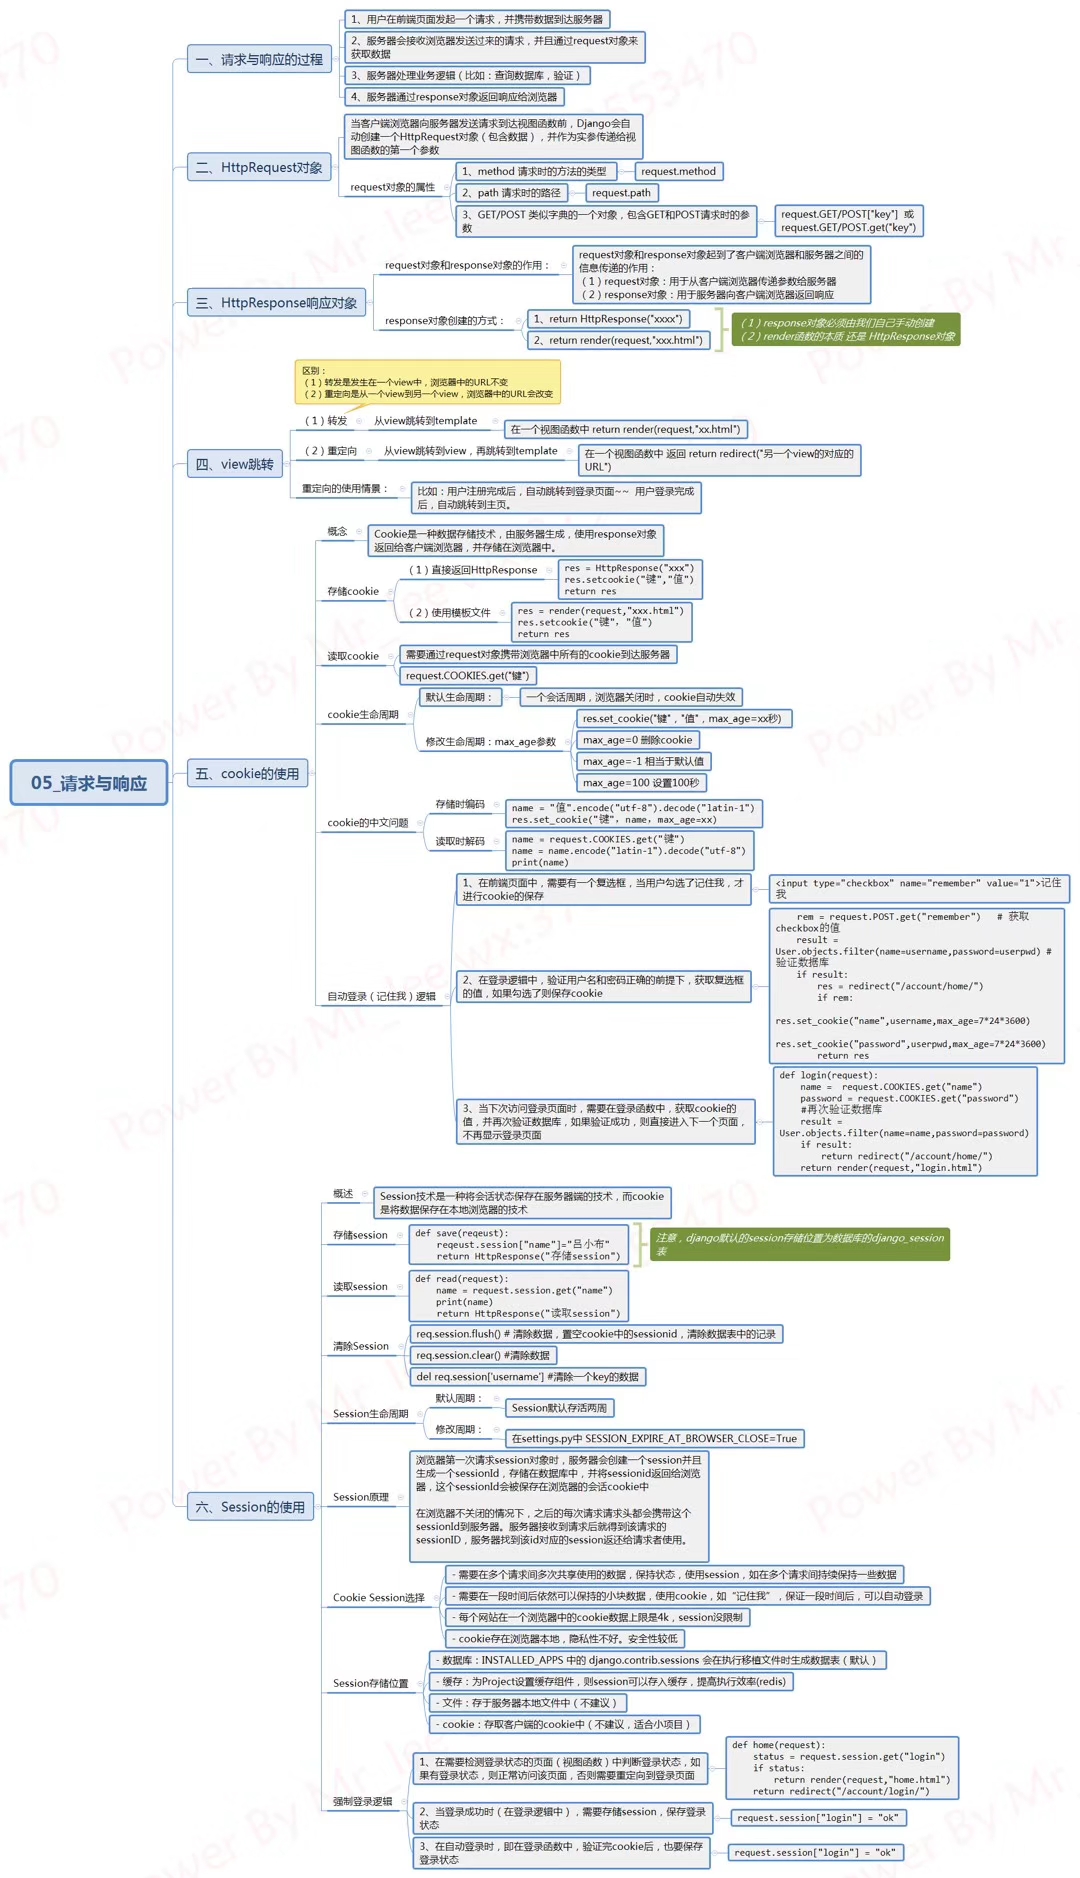 05_请求与响应
一、请求与响应的过程
1、用户在前端页面发起一个请求，并携带数据到达服务器
2、服务器会接收浏览器发送过来的请求，并且通过request对象来
获取数据
3、服务器处理业务逻辑（比如：查询数据库，验证）
4、服务器通过response对象返回响应给浏览器
二、HttpRequest对象
当客户端浏览器向服务器发送请求到达视图函数前，Django会自
动创建一个HttpRequest对象（包含数据），并作为实参传递给视
图函数的第一个参数
request对象的属性
1、method 请求时的方法的类型
request.method
2、path 请求时的路径
request.path
3、GET/POST 类似字典的一个对象，包含GET和POST请求时的参
数
request.GET/POST["key"] 或
request.GET/POST.get("key")
三、HttpResponse响应对象
request对象和response对象的作用：
request对象和response对象起到了客户端浏览器和服务器之间的
信息传递的作用：
（1）request对象：用于从客户端浏览器传递参数给服务器
（2）response对象：用于服务器向客户端浏览器返回响应
response对象创建的方式：
1、return HttpResponse("xxxx")
2、return render(request,"xxx.html")
（1）response对象必须由我们自己手动创建
（2）render函数的本质 还是 HttpResponse对象
四、view跳转
区别：
（1）转发是发生在一个view中，浏览器中的URL不变
（2）重定向是从一个view到另一个view，浏览器中的URL会改变
（1）转发
从view跳转到template
在一个视图函数中 return render(request,"xx.html")
（2）重定向
从view跳转到view，再跳转到template
在一个视图函数中 返回 return redirect("另一个view的对应的
URL")
重定向的使用情景：
比如：用户注册完成后，自动跳转到登录页面~~ 用户登录完成
后，自动跳转到主页。
五、cookie的使用
概念
Cookie是一种数据存储技术，由服务器生成，使用response对象
返回给客户端浏览器，并存储在浏览器中。
存储cookie
（1）直接返回HttpResponse
res = HttpResponse("xxx")
res.setcookie("键","值")
return res
（2）使用模板文件
res = render(request,"xxx.html")
res.setcookie("键"，"值")
return res
读取cookie
需要通过request对象携带浏览器中所有的cookie到达服务器
request.COOKIES.get("键")
cookie生命周期
默认生命周期：
一个会话周期，浏览器关闭时，cookie自动失效
修改生命周期：max_age参数
res.set_cookie("键"，"值"，max_age=xx秒)
max_age=0 删除cookie
max_age=-1 相当于默认值
max_age=100 设置100秒
cookie的中文问题
存储时编码
name = "值".encode("utf-8").decode("latin-1")
res.set_cookie("键"，name，max_age=xx)
读取时解码
name = request.COOKIES.get("键")
name = name.encode("latin-1").decode("utf-8")
print(name)
自动登录（记住我）逻辑
1、在前端页面中，需要有一个复选框，当用户勾选了记住我，才
进行cookie的保存
<input type="checkbox" name="remember" value="1">记住
我
2、在登录逻辑中，验证用户名和密码正确的前提下，获取复选框
的值，如果勾选了则保存cookie
rem = request.POST.get("remember") # 获取
checkbox的值
result =
User.objects.filter(name=username,password=userpwd) #
验证数据库
if result:
res = redirect("/account/home/")
if rem:
res.set_cookie("name",username,max_age=7*24*3600)
res.set_cookie("password",userpwd,max_age=7*24*3600)
return res
3、当下次访问登录页面时，需要在登录函数中，获取cookie的
值，并再次验证数据库，如果验证成功，则直接进入下一个页面，
不再显示登录页面
def login(request):
name = request.COOKIES.get("name")
password = request.COOKIES.get("password")
#再次验证数据库
result =
User.objects.filter(name=name,password=password)
if result:
return redirect("/account/home/")
return render(request,"login.html")
六、Session的使用
概述
Session技术是一种将会话状态保存在服务器端的技术，而cookie
是将数据保存在本地浏览器的技术
存储session
def save(reqeust):
reqeust.session["name"]="吕小布"
return HttpResponse("存储session")
注意，django默认的session存储位置为数据库的django_session
表
读取session
def read(request):
name = request.session.get("name")
print(name)
return HttpResponse("读取session")
清除Session
req.session.flush() # 清除数据，置空cookie中的sessionid，清除数据表中的记录
req.session.clear() #清除数据
del req.session['username'] #清除一个key的数据
Session生命周期
默认周期：
Session默认存活两周
修改周期：
在settings.py中 SESSION_EXPIRE_AT_BROWSER_CLOSE=True
Session原理
浏览器第一次请求session对象时，服务器会创建一个session并且
生成一个sessionId，存储在数据库中，并将sessionid返回给浏览
器，这个sessionId会被保存在浏览器的会话cookie中
在浏览器不关闭的情况下，之后的每次请求请求头都会携带这个
sessionId到服务器。服务器接收到请求后就得到该请求的
sessionID，服务器找到该id对应的session返还给请求者使用。
Cookie Session选择
- 需要在多个请求间多次共享使用的数据，保持状态，使用session，如在多个请求间持续保持一些数据
- 需要在一段时间后依然可以保持的小块数据，使用cookie，如“记住我”，保证一段时间后，可以自动登录
- 每个网站在一个浏览器中的cookie数据上限是4k，session没限制
- cookie存在浏览器本地，隐私性不好。安全性较低
Session存储位置
- 数据库：INSTALLED_APPS 中的 django.contrib.sessions 会在执行移植文件时生成数据表（默认）
- 缓存：为Project设置缓存组件，则session可以存入缓存，提高执行效率(redis)
- 文件：存于服务器本地文件中（不建议）
- cookie：存取客户端的cookie中（不建议，适合小项目）
强制登录逻辑
1、在需要检测登录状态的页面（视图函数）中判断登录状态，如
果有登录状态，则正常访问该页面，否则需要重定向到登录页面
def home(request):
status = request.session.get("login")
if status:
return render(request,"home.html")
return redirect("/account/login/")
2、当登录成功时（在登录逻辑中），需要存储session，保存登录
状态
request.session["login"] = "ok"
3、在自动登录时，即在登录函数中，验证完cookie后，也要保存
登录状态
request.session["login"] = "ok"